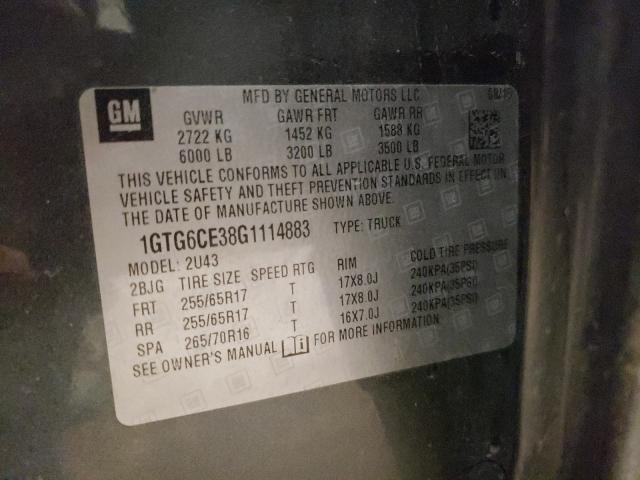 GM
MFD BY GENERAL MOTORS LLC
GVWR GAWR FRT GAWR RR
2722 KG 1452 KG 1588 KG
6000 LB 3200 LB 3500 LB
THIS VEHICLE CONFORMS TO ALL APPLICABLE U.S. FEDERAL MOTOR
VEHICLE SAFETY AND THEFT PREVENTION STANDARDS IN EFFECT ON
THE DATE OF MANUFACTURE SHOWN ABOVE.
1GTG6CE38G1114883 TYPE: TRUCK
MODEL: 2U43
2BJG TIRE SIZE SPEED RTG RIM COLD TIRE PRESSURE
FRT 255/65R17 T 17X8.0J 240KPA(35PSI)
RR 255/65R17 T 17X8.0J 240KPA(35PSI)
SPA 265/70R16 T 16X7.0J 240KPA(35PSI)
SEE OWNER'S MANUAL FOR MORE INFORMATION